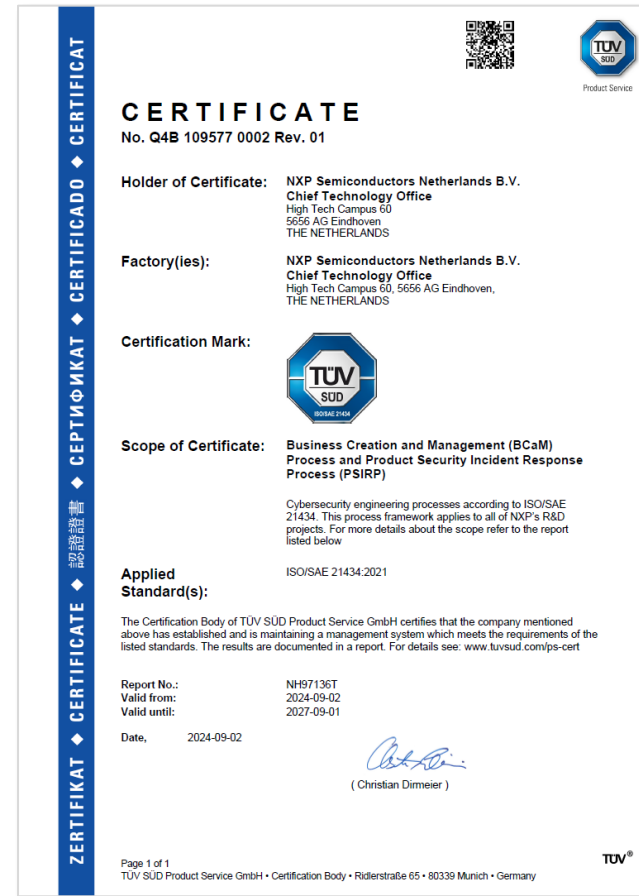 ZERTIFIKAT ◆ CERTIFICATE ◆ 認證證書 ◆ СЕРТИФИКАТ ◆ CERTIFICADO ◆ CERTIFICAT
TÜV
SÜD
Product Service
CERTIFICATE
No. Q4B 109577 0002 Rev. 01
Holder of Certificate: NXP Semiconductors Netherlands B.V.
Chief Technology Office
High Tech Campus 60
5656 AG Eindhoven
THE NETHERLANDS
Factory(ies): NXP Semiconductors Netherlands B.V.
Chief Technology Office
High Tech Campus 60, 5656 AG Eindhoven,
THE NETHERLANDS
Certification Mark:
TÜV
SÜD
ISO/SAE 21434
Scope of Certificate: Business Creation and Management (BCaM)
Process and Product Security Incident Response
Process (PSIRP)
Cybersecurity engineering processes according to ISO/SAE
21434. This process framework applies to all of NXP's R&D
projects. For more details about the scope refer to the report
listed below
Applied ISO/SAE 21434:2021
Standard(s):
The Certification Body of TÜV SÜD Product Service GmbH certifies that the company mentioned
above has established and is maintaining a management system which meets the requirements of the
listed standards. The results are documented in a report. For details see: www.tuvsud.com/ps-cert
Report No.: NH97136T
Valid from: 2024-09-02
Valid until: 2027-09-01
Date, 2024-09-02
( Christian Dirmeier )
Page 1 of 1
TÜV SÜD Product Service GmbH • Certification Body • Ridlerstraße 65 • 80339 Munich • Germany
TÜV®